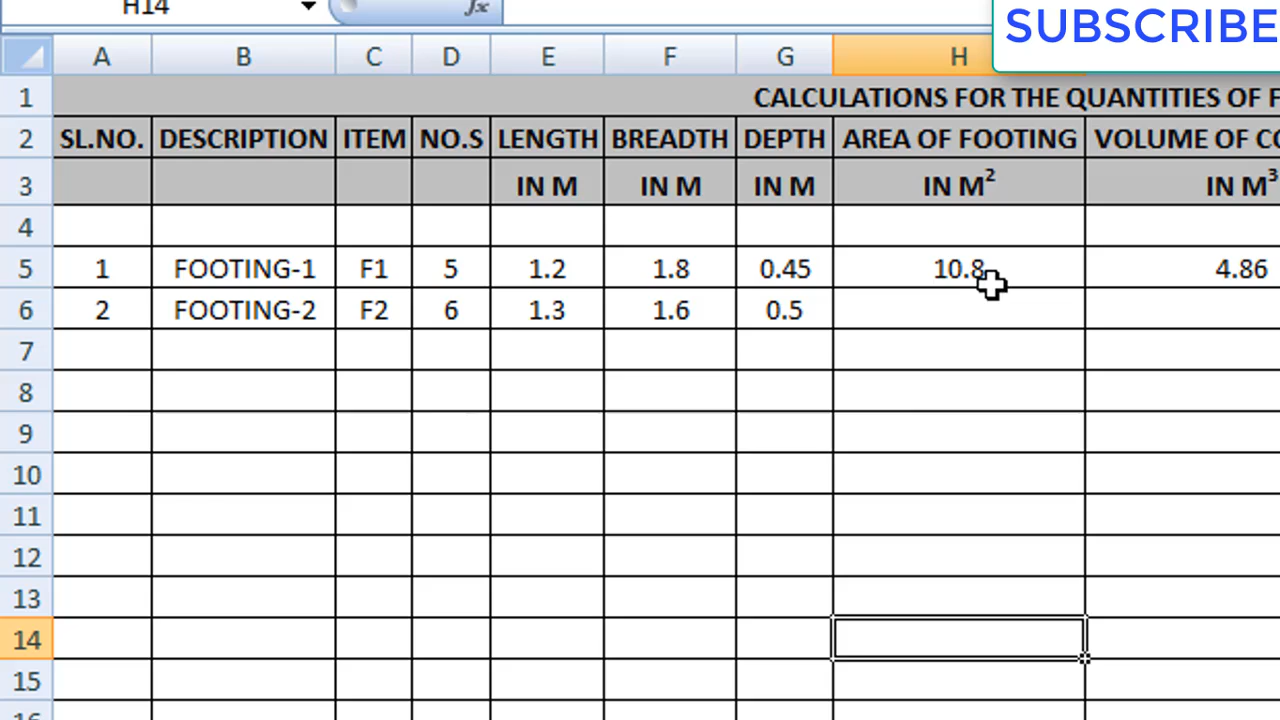 H14 fx SUBSCRIBE
A B C D E F G H
1 CALCULATIONS FOR THE QUANTITIES OF F
2 SL.NO. DESCRIPTION ITEM NO.S LENGTH BREADTH DEPTH AREA OF FOOTING VOLUME OF CO
3 IN M IN M IN M IN M² IN M³
4
5 1 FOOTING-1 F1 5 1.2 1.8 0.45 10.8 4.86
6 2 FOOTING-2 F2 6 1.3 1.6 0.5
7
8
9
10
11
12
13
14
15
16